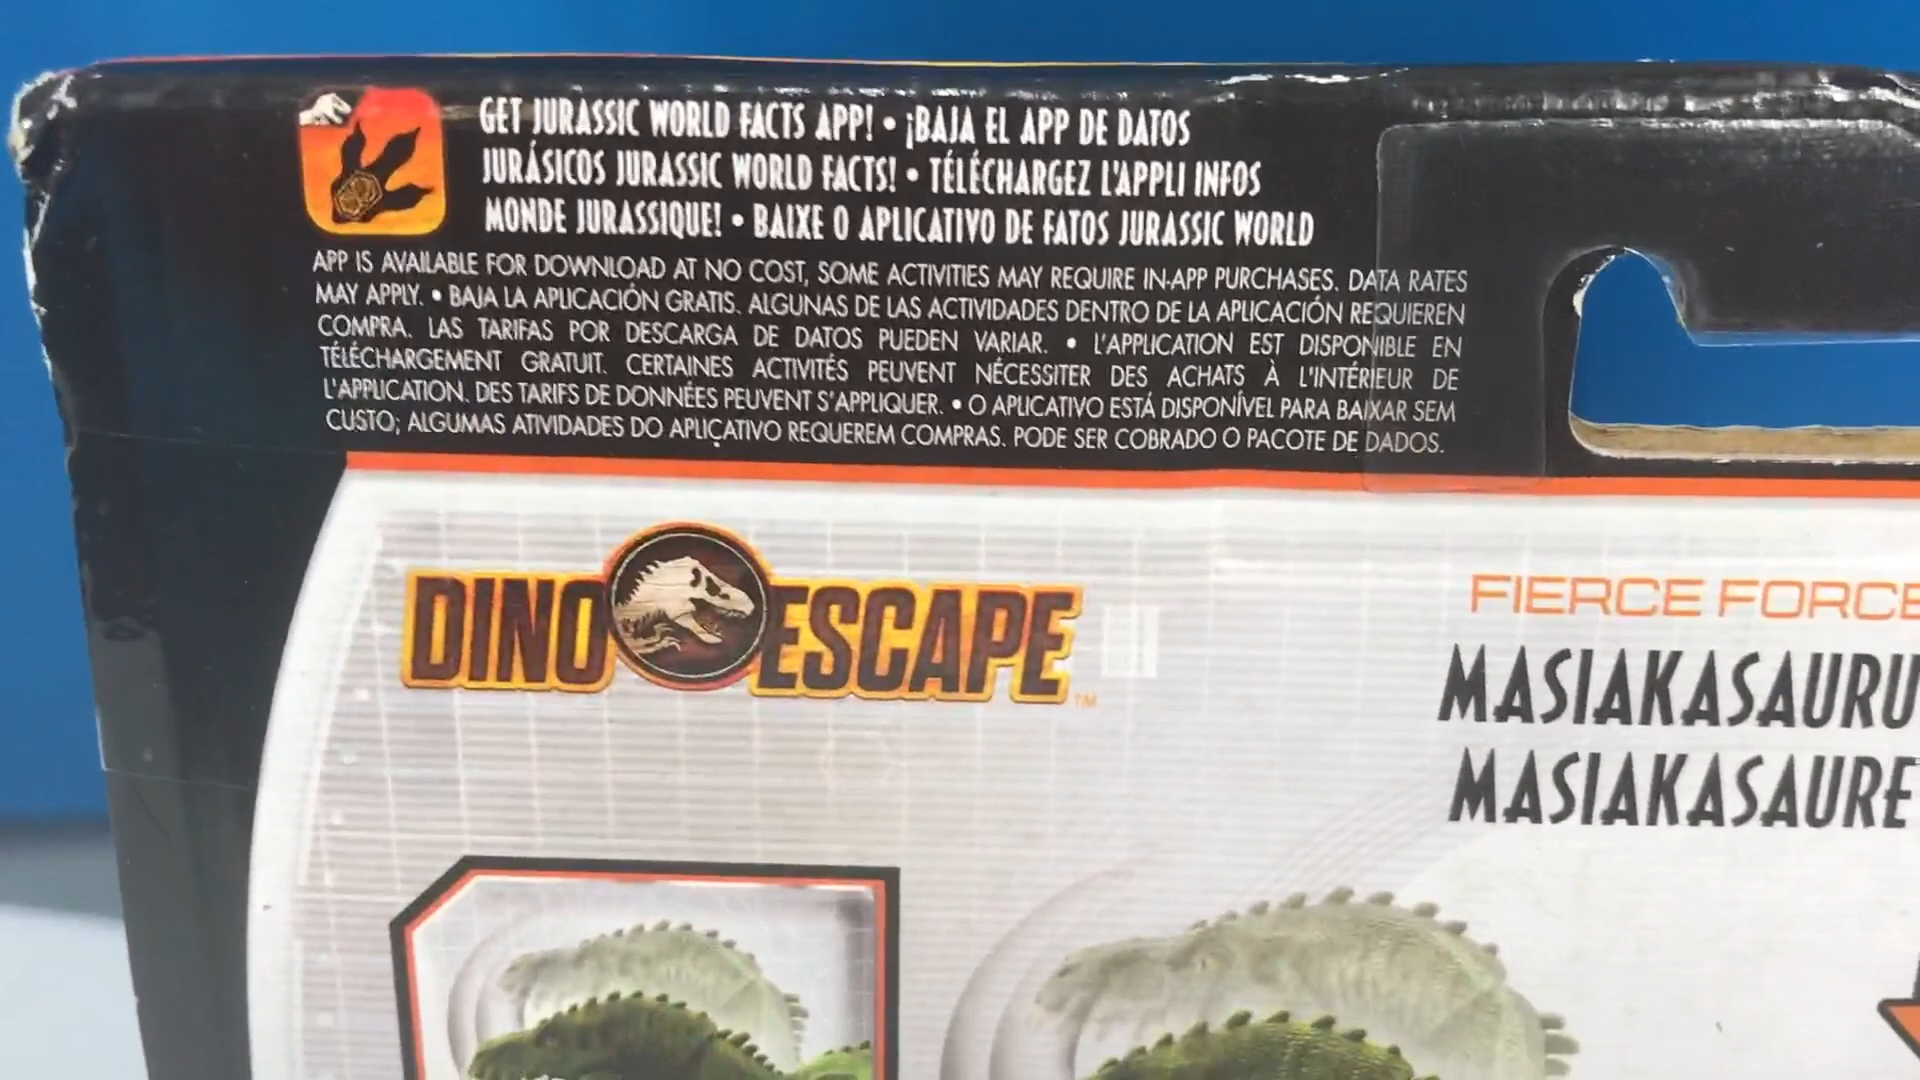 GET JURASSIC WORLD FACTS APP! • ¡BAJA EL APP DE DATOS
JURÁSICOS JURASSIC WORLD FACTS! • TÉLÉCHARGEZ L'APPLI INFOS
MONDE JURASSIQUE! • BAIXE O APLICATIVO DE FATOS JURASSIC WORLD
APP IS AVAILABLE FOR DOWNLOAD AT NO COST, SOME ACTIVITIES MAY REQUIRE IN-APP PURCHASES. DATA RATES
MAY APPLY. • BAJA LA APLICACIÓN GRATIS. ALGUNAS DE LAS ACTIVIDADES DENTRO DE LA APLICACIÓN REQUIEREN
COMPRA. LAS TARIFAS POR DESCARGA DE DATOS PUEDEN VARIAR. • L'APPLICATION EST DISPONIBLE EN
TÉLÉCHARGEMENT GRATUIT. CERTAINES ACTIVITÉS PEUVENT NÉCESSITER DES ACHATS À L'INTÉRIEUR DE
L'APPLICATION. DES TARIFS DE DONNÉES PEUVENT S'APPLIQUER. • O APLICATIVO ESTÁ DISPONÍVEL PARA BAIXAR SEM
CUSTO; ALGUMAS ATIVIDADES DO APLICATIVO REQUEREM COMPRAS. PODE SER COBRADO O PACOTE DE DADOS.
DINO ESCAPE™
FIERCE FORCE
MASIAKASAURU
MASIAKASAURE